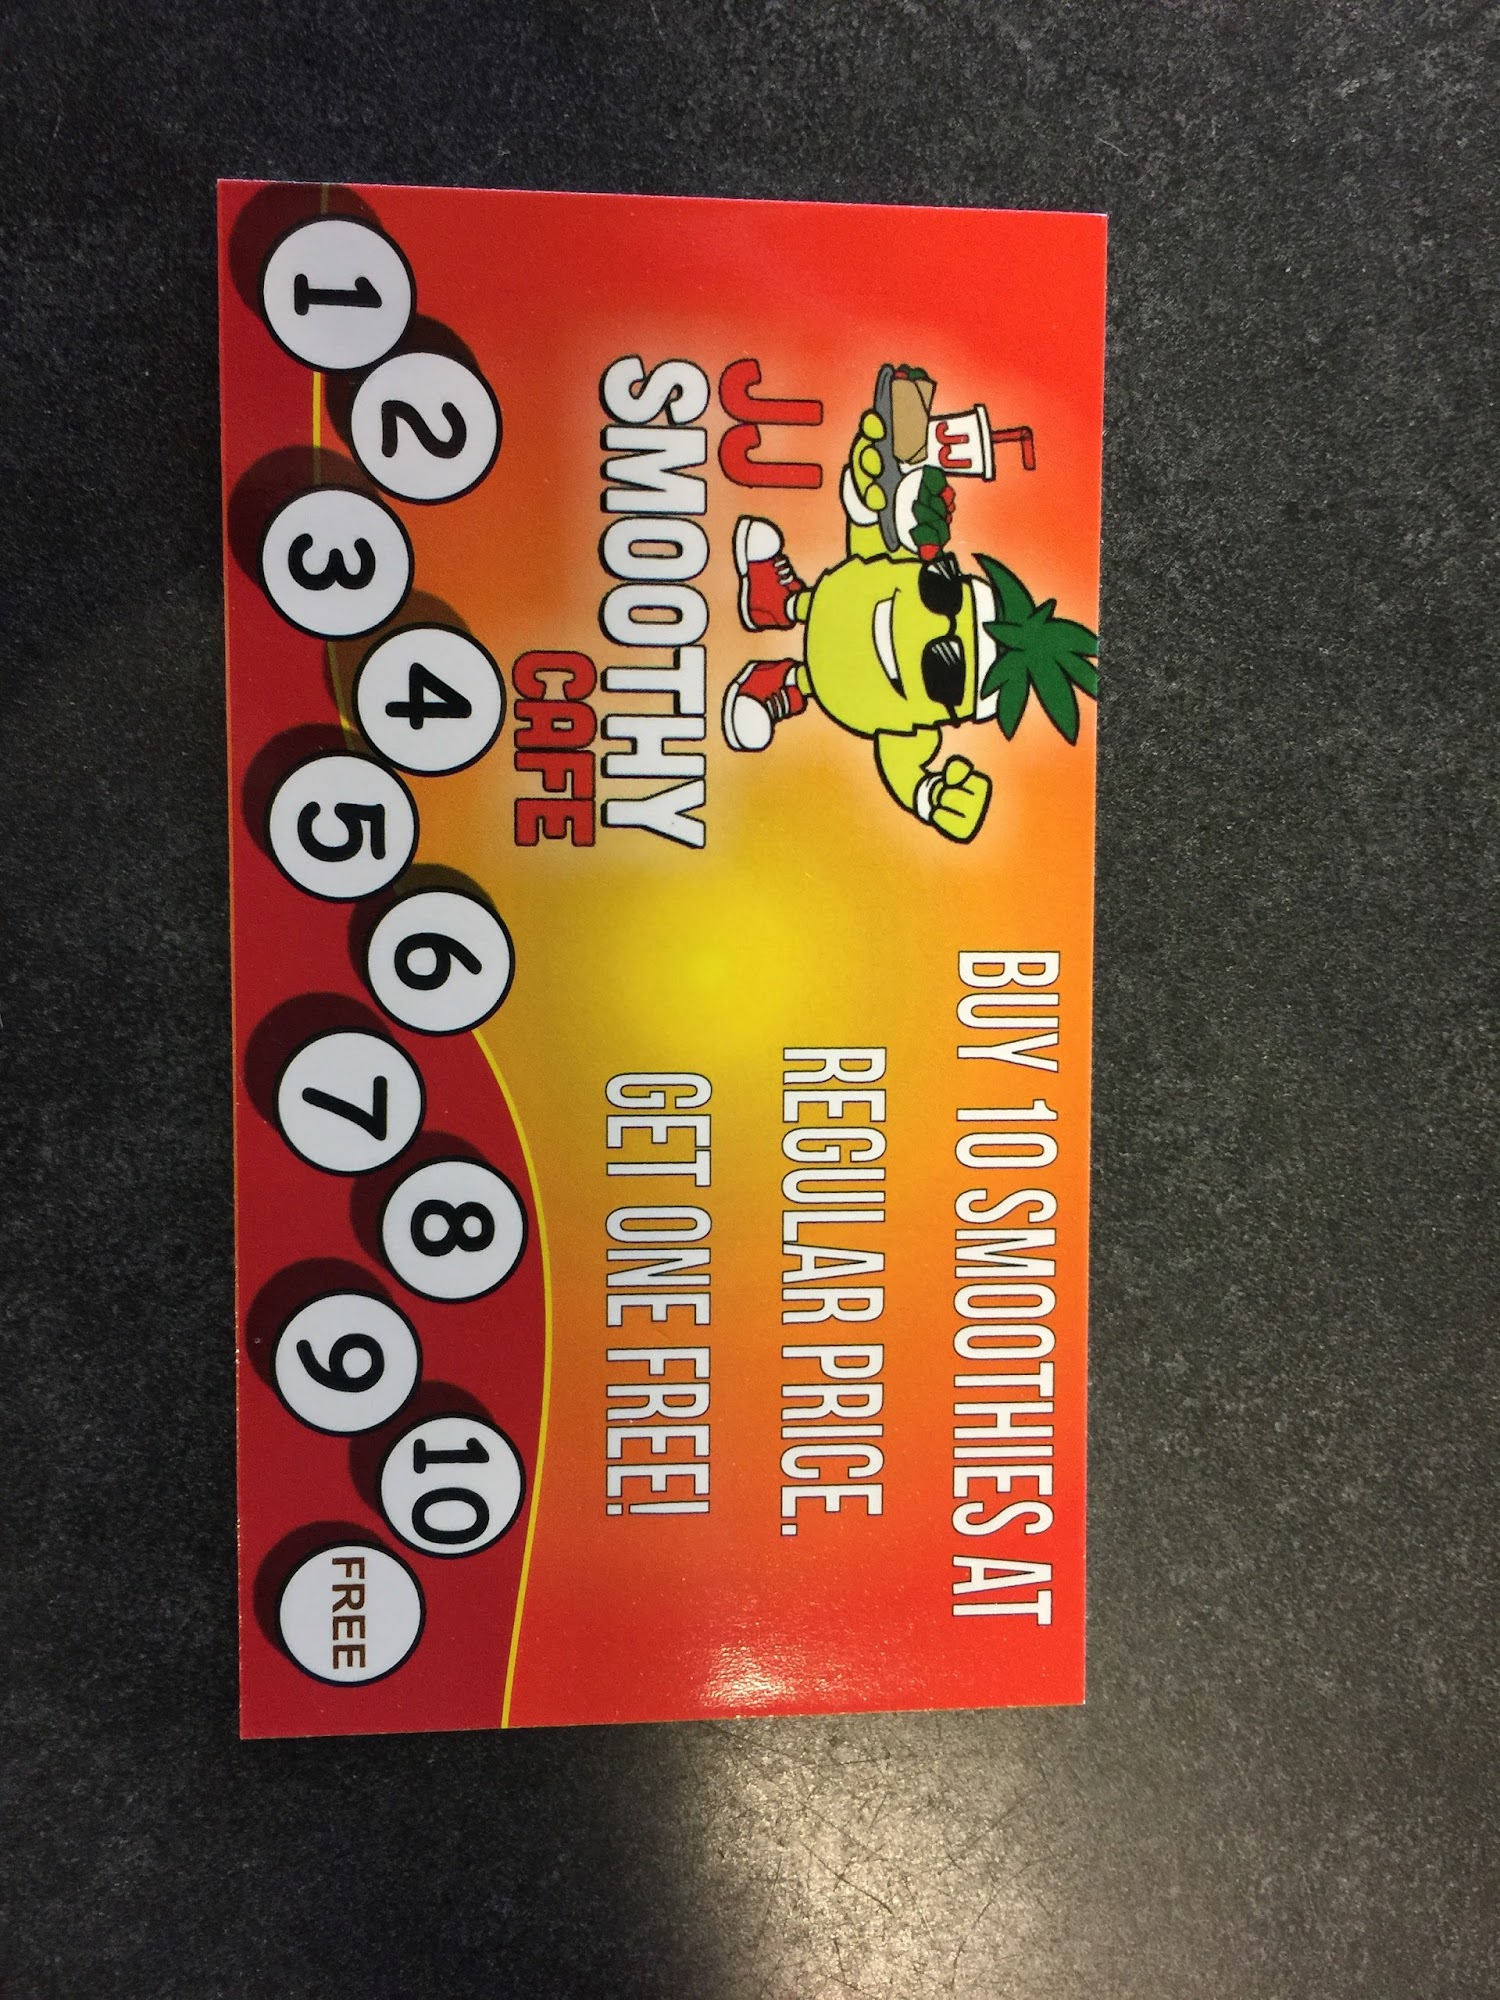 JJ
JJ
SMOOTHY
CAFE
BUY 10 SMOOTHIES AT
REGULAR PRICE.
GET ONE FREE!
1
2
3
4
5
6
7
8
9
10
FREE